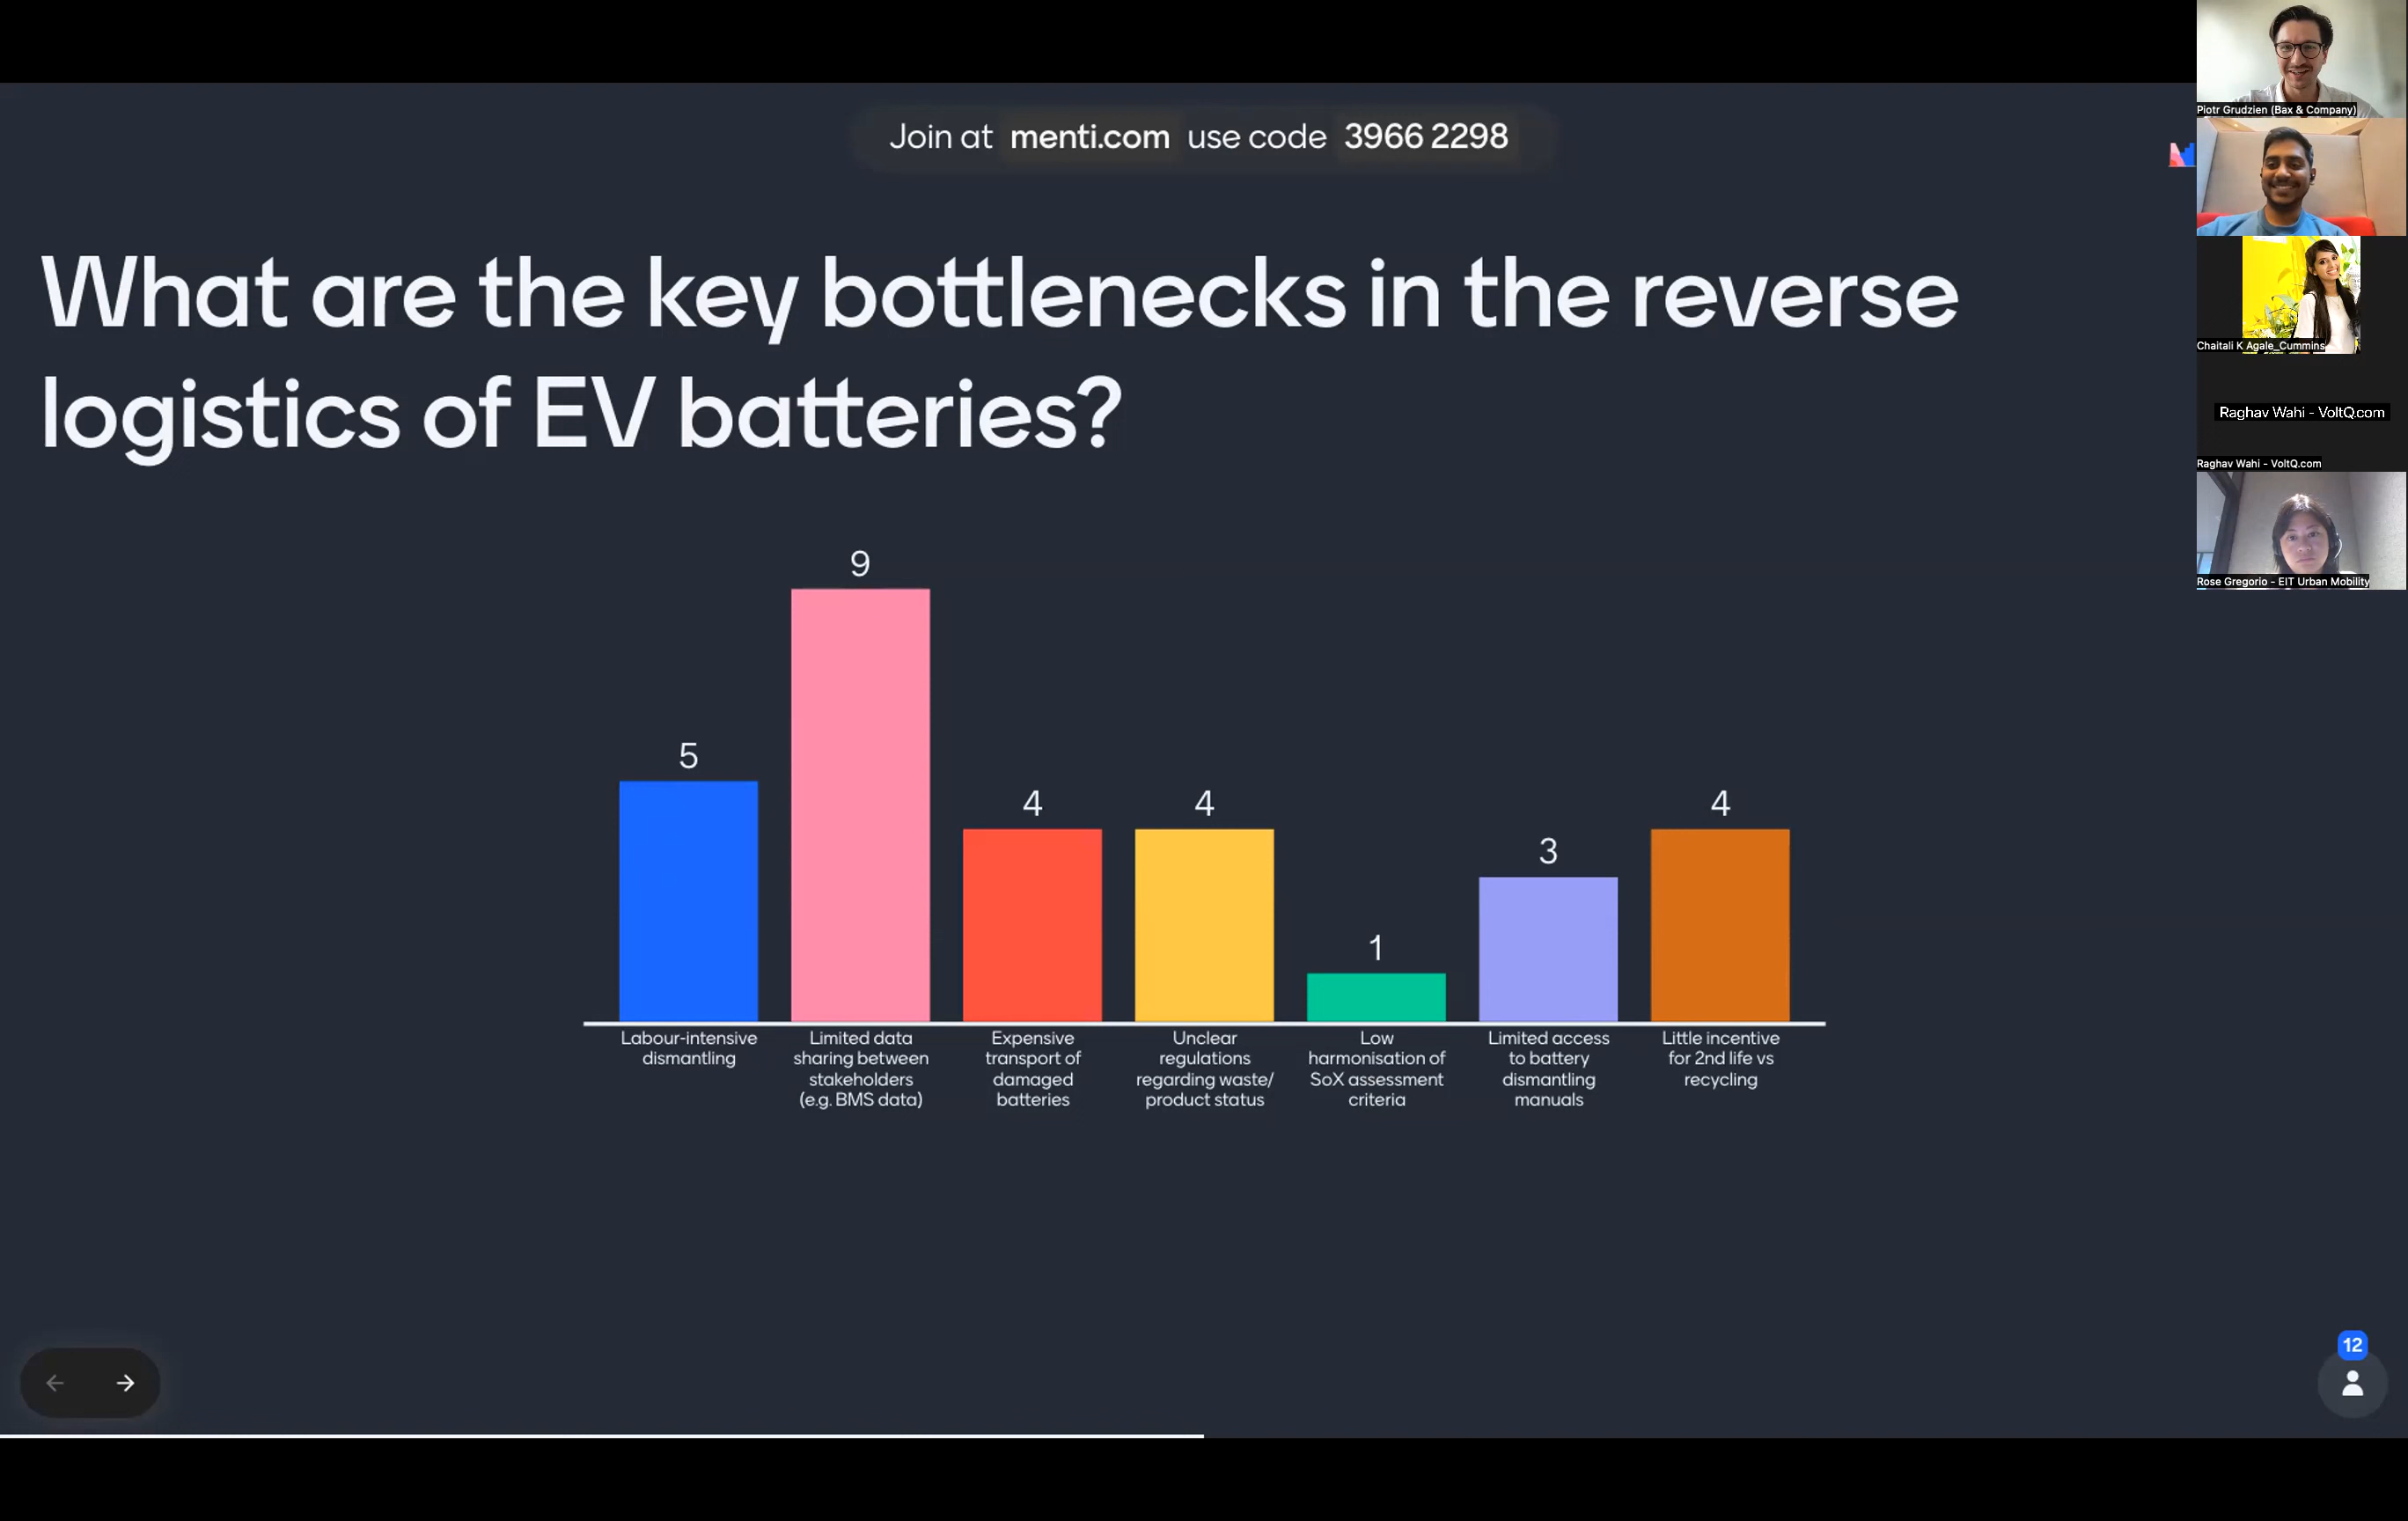 Join at menti.com use code 3966 2298
What are the key bottlenecks in the reverse
logistics of EV batteries?
9
5
4
4
4
3
1
Labour-intensive
dismantling
Limited data
sharing between
stakeholders
(e.g. BMS data)
Expensive
transport of
damaged
batteries
Unclear
regulations
regarding waste/
product status
Low
harmonisation of
SoX assessment
criteria
Limited access
to battery
dismantling
manuals
Little incentive
for 2nd life vs
recycling
12
Piotr Grudzien (Bax & Company)
Chaitali K Agale_Cummins
Raghav Wahi - VoltQ.com
Raghav Wahi - VoltQ.com
Rose Gregorio - EIT Urban Mobility